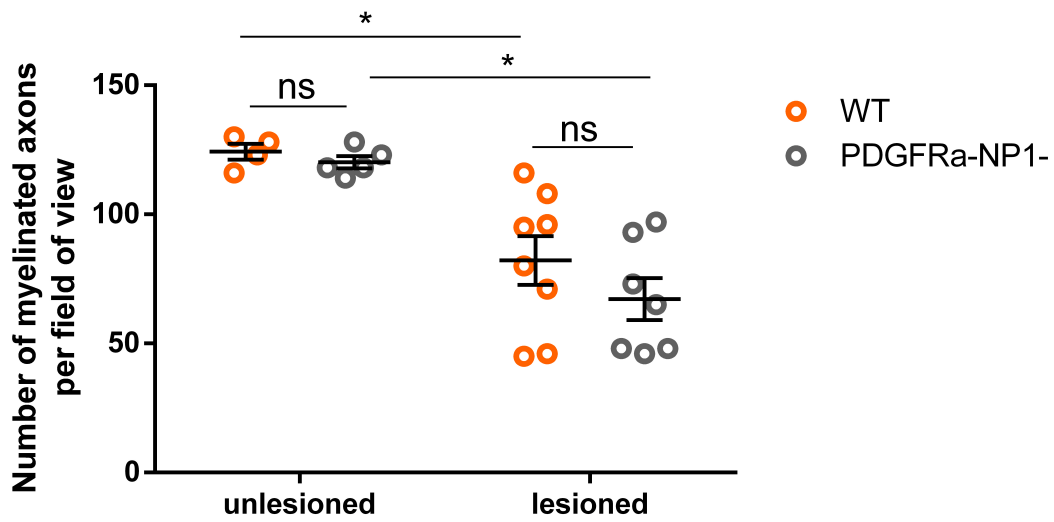 *
*
ns
ns
150
100
50
0
Number of myelinated axons
per field of view
unlesioned
lesioned
WT
PDGFRa-NP1-